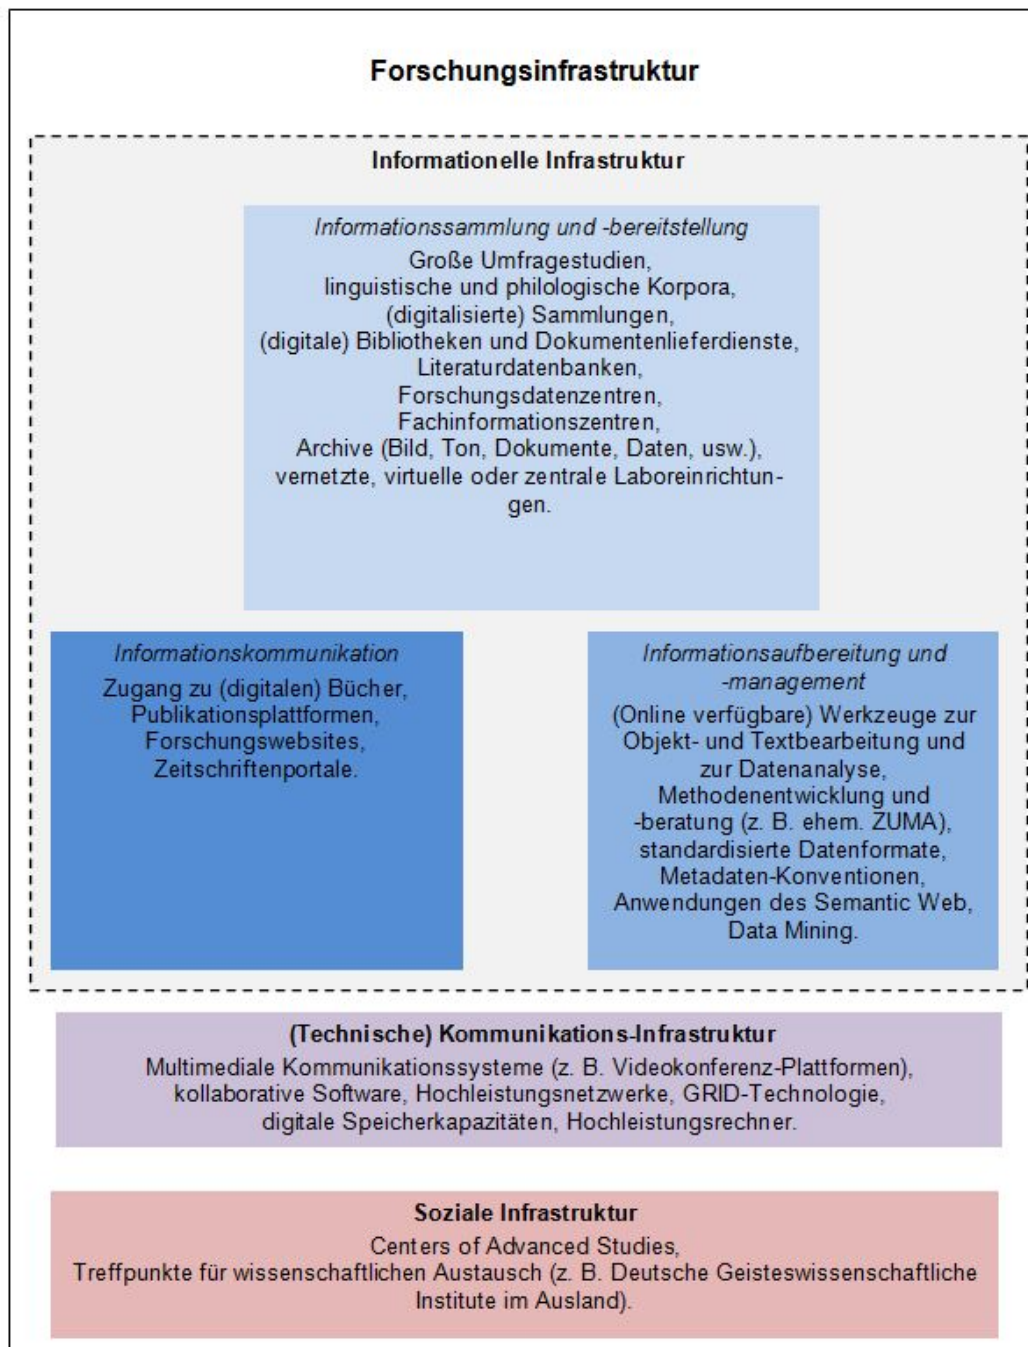 Forschungsinfrastruktur
Informationelle Infrastruktur
Informationssammlung und -bereitstellung
Große Umfragestudien,
linguistische und philologische Korpora,
(digitalisierte) Sammlungen,
(digitale) Bibliotheken und Dokumentenlieferdienste,
Literaturdatenbanken,
Forschungsdatenzentren,
Fachinformationszentren,
Archive (Bild, Ton, Dokumente, Daten, usw.),
vernetzte, virtuelle oder zentrale Laboreinrichtun-
gen.
Informationskommunikation
Zugang zu (digitalen) Bücher,
Publikationsplattformen,
Forschungswebsites,
Zeitschriftenportale.
Informationsaufbereitung und
-management
(Online verfügbare) Werkzeuge zur
Objekt- und Textbearbeitung und
zur Datenanalyse,
Methodenentwicklung und
-beratung (z. B. ehem. ZUMA),
standardisierte Datenformate,
Metadaten-Konventionen,
Anwendungen des Semantic Web,
Data Mining.
(Technische) Kommunikations-Infrastruktur
Multimediale Kommunikationssysteme (z. B. Videokonferenz-Plattformen),
kollaborative Software, Hochleistungsnetzwerke, GRID-Technologie,
digitale Speicherkapazitäten, Hochleistungsrechner.
Soziale Infrastruktur
Centers of Advanced Studies,
Treffpunkte für wissenschaftlichen Austausch (z. B. Deutsche Geisteswissenschaftliche
Institute im Ausland).